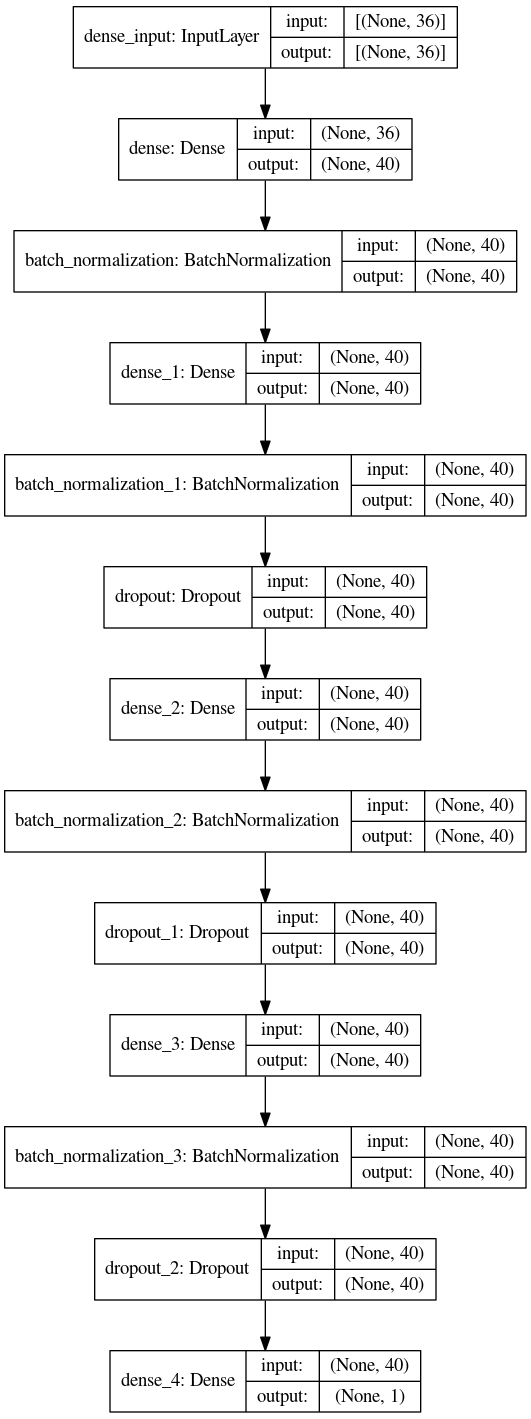 dense_input: InputLayer input: [(None, 36)]
output: [(None, 36)]
dense: Dense input: (None, 36)
output: (None, 40)
batch_normalization: BatchNormalization input: (None, 40)
output: (None, 40)
dense_1: Dense input: (None, 40)
output: (None, 40)
batch_normalization_1: BatchNormalization input: (None, 40)
output: (None, 40)
dropout: Dropout input: (None, 40)
output: (None, 40)
dense_2: Dense input: (None, 40)
output: (None, 40)
batch_normalization_2: BatchNormalization input: (None, 40)
output: (None, 40)
dropout_1: Dropout input: (None, 40)
output: (None, 40)
dense_3: Dense input: (None, 40)
output: (None, 40)
batch_normalization_3: BatchNormalization input: (None, 40)
output: (None, 40)
dropout_2: Dropout input: (None, 40)
output: (None, 40)
dense_4: Dense input: (None, 40)
output: (None, 1)